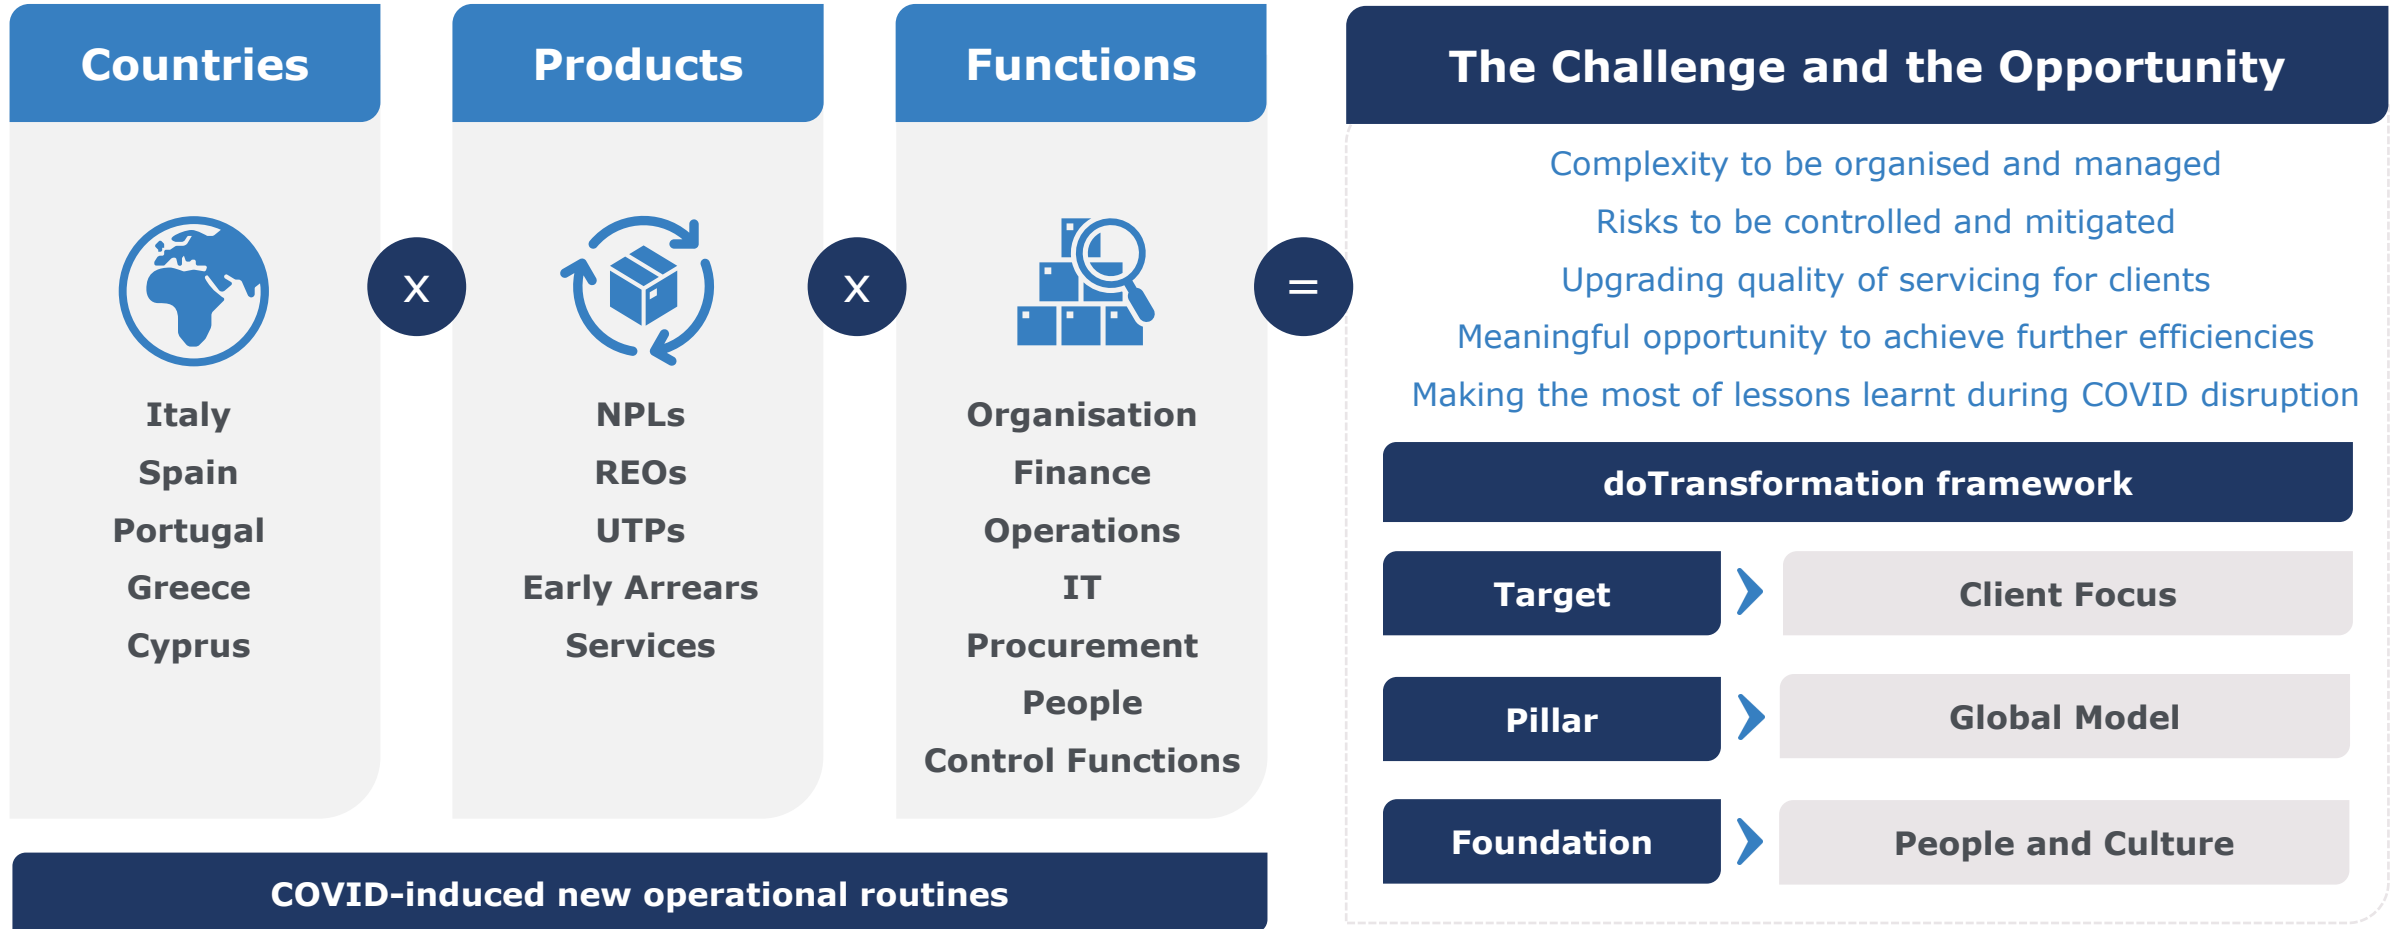 Countries
Italy
Spain
Portugal
Greece
Cyprus
x
Products
NPLs
REOs
UTPs
Early Arrears
Services
x
Functions
Organisation
Finance
Operations
IT
Procurement
People
Control Functions
=
COVID-induced new operational routines
The Challenge and the Opportunity
Complexity to be organised and managed
Risks to be controlled and mitigated
Upgrading quality of servicing for clients
Meaningful opportunity to achieve further efficiencies
Making the most of lessons learnt during COVID disruption
doTransformation framework
Target
Client Focus
Pillar
Global Model
Foundation
People and Culture